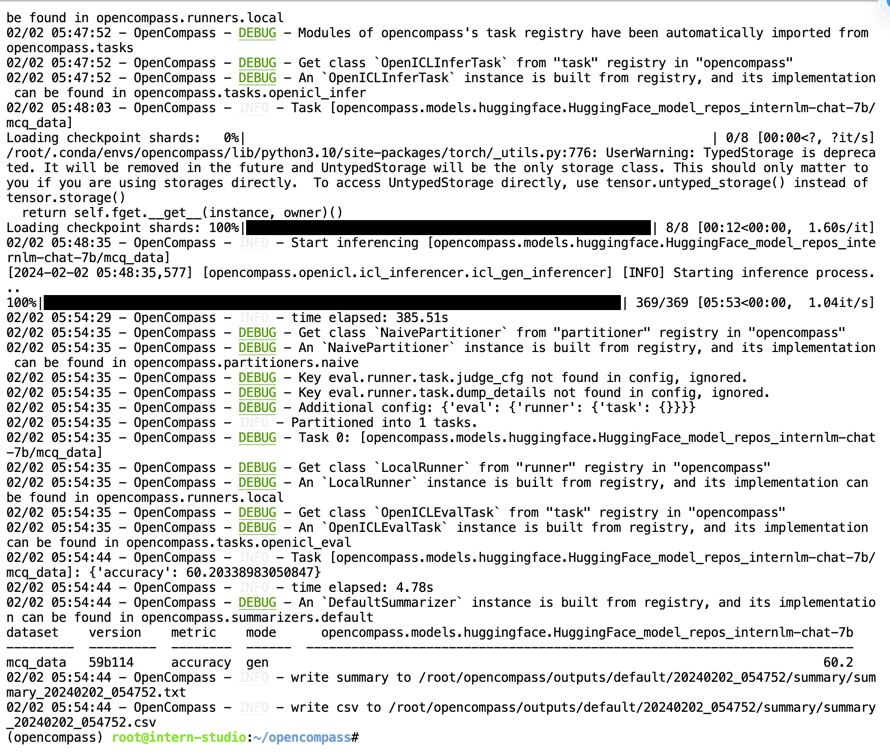 be found in opencompass.runners.local
02/02 05:47:52 - OpenCompass - DEBUG - Modules of opencompass's task registry have been automatically imported from
opencompass.tasks
02/02 05:47:52 - OpenCompass - DEBUG - Get class `OpenICLInferTask` from "task" registry in "opencompass"
02/02 05:47:52 - OpenCompass - DEBUG - An `OpenICLInferTask` instance is built from registry, and its implementation
 can be found in opencompass.tasks.openicl_infer
02/02 05:48:03 - OpenCompass - INFO - Task [opencompass.models.huggingface.HuggingFace_model_repos_internlm-chat-7b/
mcq_data]
Loading checkpoint shards:   0%| | 0/8 [00:00<?, ?it/s]
/root/.conda/envs/opencompass/lib/python3.10/site-packages/torch/_utils.py:776: UserWarning: TypedStorage is depreca
ted. It will be removed in the future and UntypedStorage will be the only storage class. This should only matter to
you if you are using storages directly.  To access UntypedStorage directly, use tensor.untyped_storage() instead of
tensor.storage()
  return self.fget.__get__(instance, owner)()
Loading checkpoint shards: 100%| | 8/8 [00:12<00:00,  1.60s/it]
02/02 05:48:35 - OpenCompass - INFO - Start inferencing [opencompass.models.huggingface.HuggingFace_model_repos_inte
rnlm-chat-7b/mcq_data]
[2024-02-02 05:48:35,577] [opencompass.openicl.icl_inferencer.icl_gen_inferencer] [INFO] Starting inference process.
..
100%| | 369/369 [05:53<00:00,  1.04it/s]
02/02 05:54:29 - OpenCompass - INFO - time elapsed: 385.51s
02/02 05:54:35 - OpenCompass - DEBUG - Get class `NaivePartitioner` from "partitioner" registry in "opencompass"
02/02 05:54:35 - OpenCompass - DEBUG - An `NaivePartitioner` instance is built from registry, and its implementation
 can be found in opencompass.partitioners.naive
02/02 05:54:35 - OpenCompass - DEBUG - Key eval.runner.task.judge_cfg not found in config, ignored.
02/02 05:54:35 - OpenCompass - DEBUG - Key eval.runner.task.dump_details not found in config, ignored.
02/02 05:54:35 - OpenCompass - DEBUG - Additional config: {'eval': {'runner': {'task': {}}}}
02/02 05:54:35 - OpenCompass - INFO - Partitioned into 1 tasks.
02/02 05:54:35 - OpenCompass - DEBUG - Task 0: [opencompass.models.huggingface.HuggingFace_model_repos_internlm-chat
-7b/mcq_data]
02/02 05:54:35 - OpenCompass - DEBUG - Get class `LocalRunner` from "runner" registry in "opencompass"
02/02 05:54:35 - OpenCompass - DEBUG - An `LocalRunner` instance is built from registry, and its implementation can
be found in opencompass.runners.local
02/02 05:54:35 - OpenCompass - DEBUG - Get class `OpenICLEvalTask` from "task" registry in "opencompass"
02/02 05:54:35 - OpenCompass - DEBUG - An `OpenICLEvalTask` instance is built from registry, and its implementation
can be found in opencompass.tasks.openicl_eval
02/02 05:54:44 - OpenCompass - INFO - Task [opencompass.models.huggingface.HuggingFace_model_repos_internlm-chat-7b/
mcq_data]: {'accuracy': 60.20338983050847}
02/02 05:54:44 - OpenCompass - INFO - time elapsed: 4.78s
02/02 05:54:44 - OpenCompass - DEBUG - An `DefaultSummarizer` instance is built from registry, and its implementatio
n can be found in opencompass.summarizers.default
dataset    version    metric    mode      opencompass.models.huggingface.HuggingFace_model_repos_internlm-chat-7b
---------  ---------  --------  ------  -------------------------------------------------------------------------
mcq_data   59b114     accuracy  gen                                                                          60.2
02/02 05:54:44 - OpenCompass - INFO - write summary to /root/opencompass/outputs/default/20240202_054752/summary/sum
mary_20240202_054752.txt
02/02 05:54:44 - OpenCompass - INFO - write csv to /root/opencompass/outputs/default/20240202_054752/summary/summary
_20240202_054752.csv
(opencompass) root@intern-studio:~/opencompass#